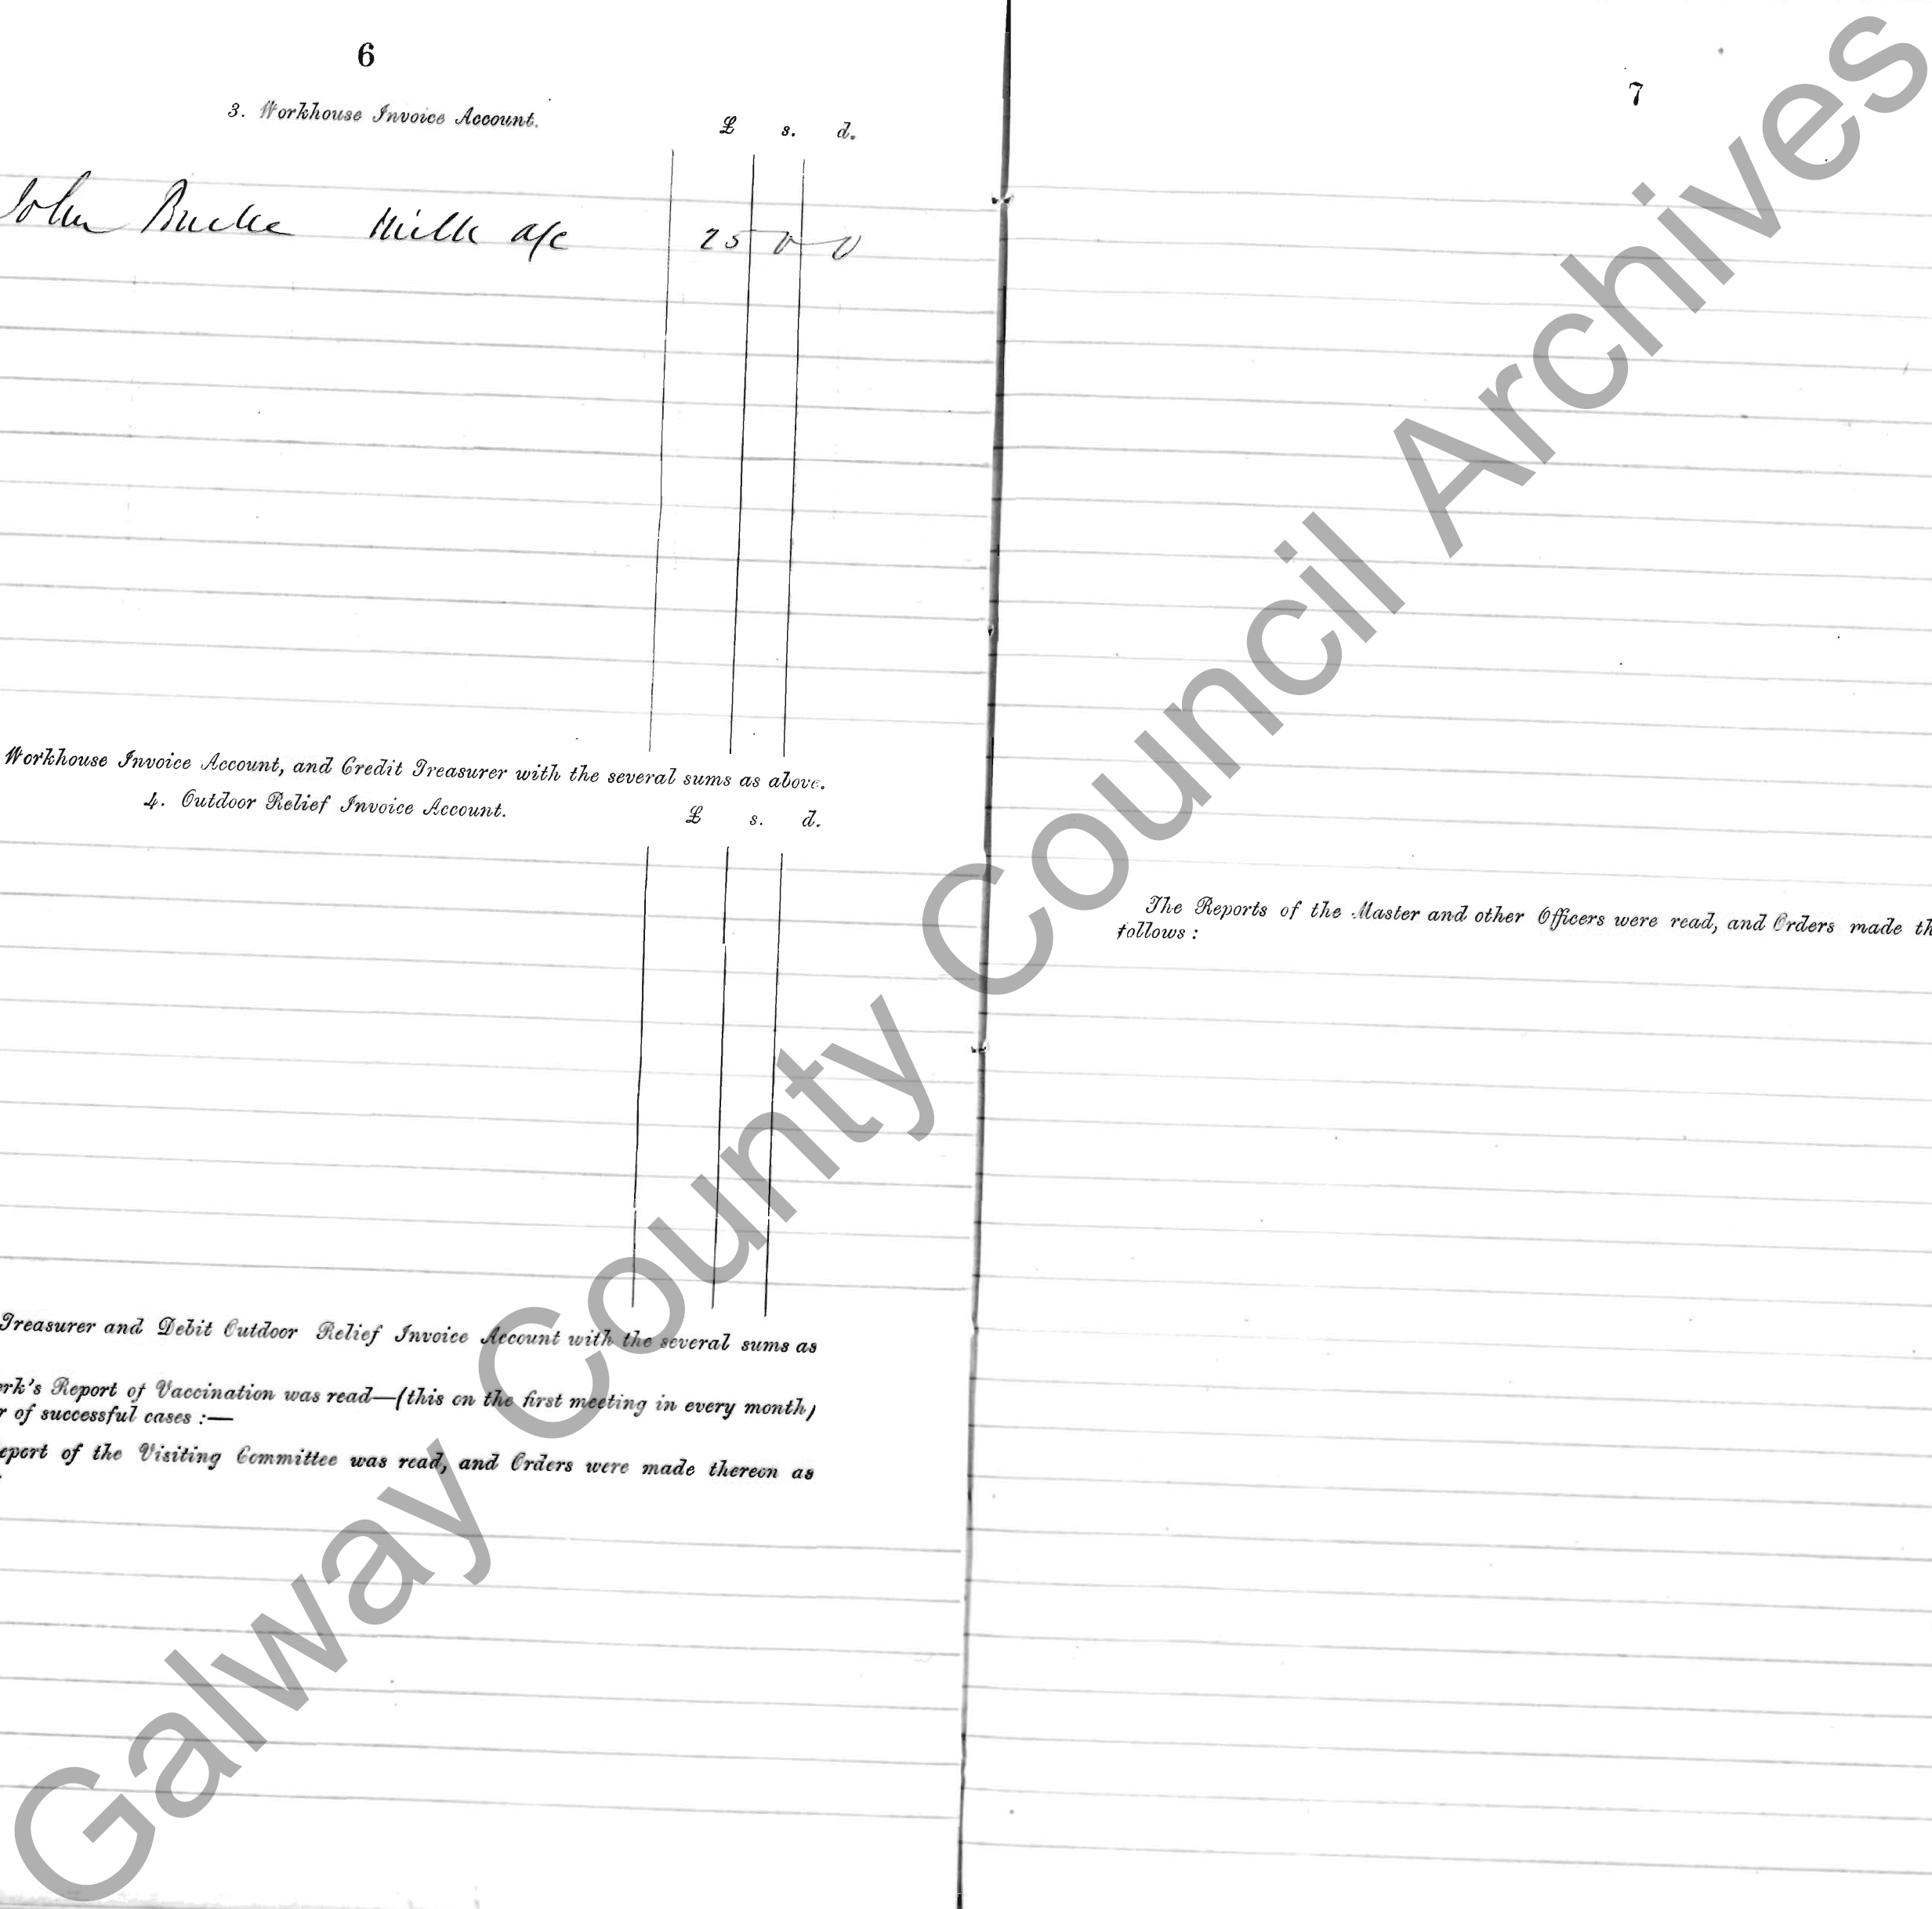 6
3. Workhouse Invoice Account.
£ s. d.
John Burke Milk a/c 25 0 0
Workhouse Invoice Account, and Credit Treasurer with the several sums as above.
4. Outdoor Relief Invoice Account.
£ s. d.
Treasurer and Debit Outdoor Relief Invoice Account with the several sums as
rk's Report of Vaccination was read—(this on the first meeting in every month)
r of successful cases :—
eport of the Visiting Committee was read, and Orders were made thereon as
7
The Reports of the Master and other Officers were read, and Orders made th
follows :
Galway County Council Archives